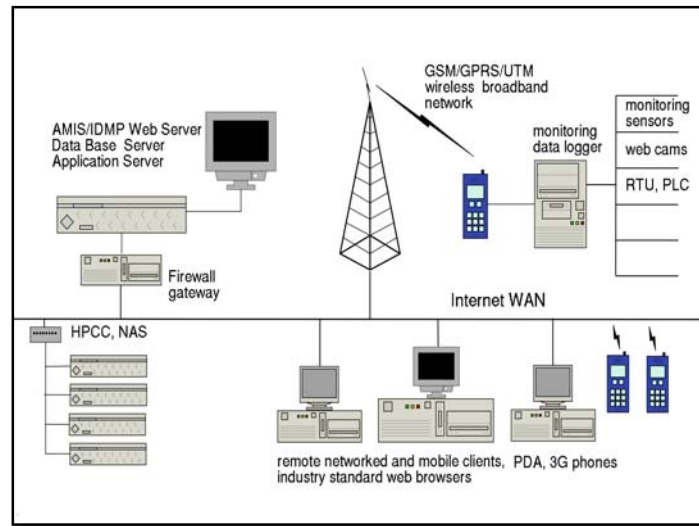 GSM/GPRS/UTM
wireless broadband
network
AMIS/IDMP Web Server
Data Base Server
Application Server
monitoring
data logger
monitoring
sensors
web cams
RTU, PLC
Firewall
gateway
Internet WAN
HPCC, NAS
remote networked and mobile clients,
industry standard web browsers
PDA, 3G phones